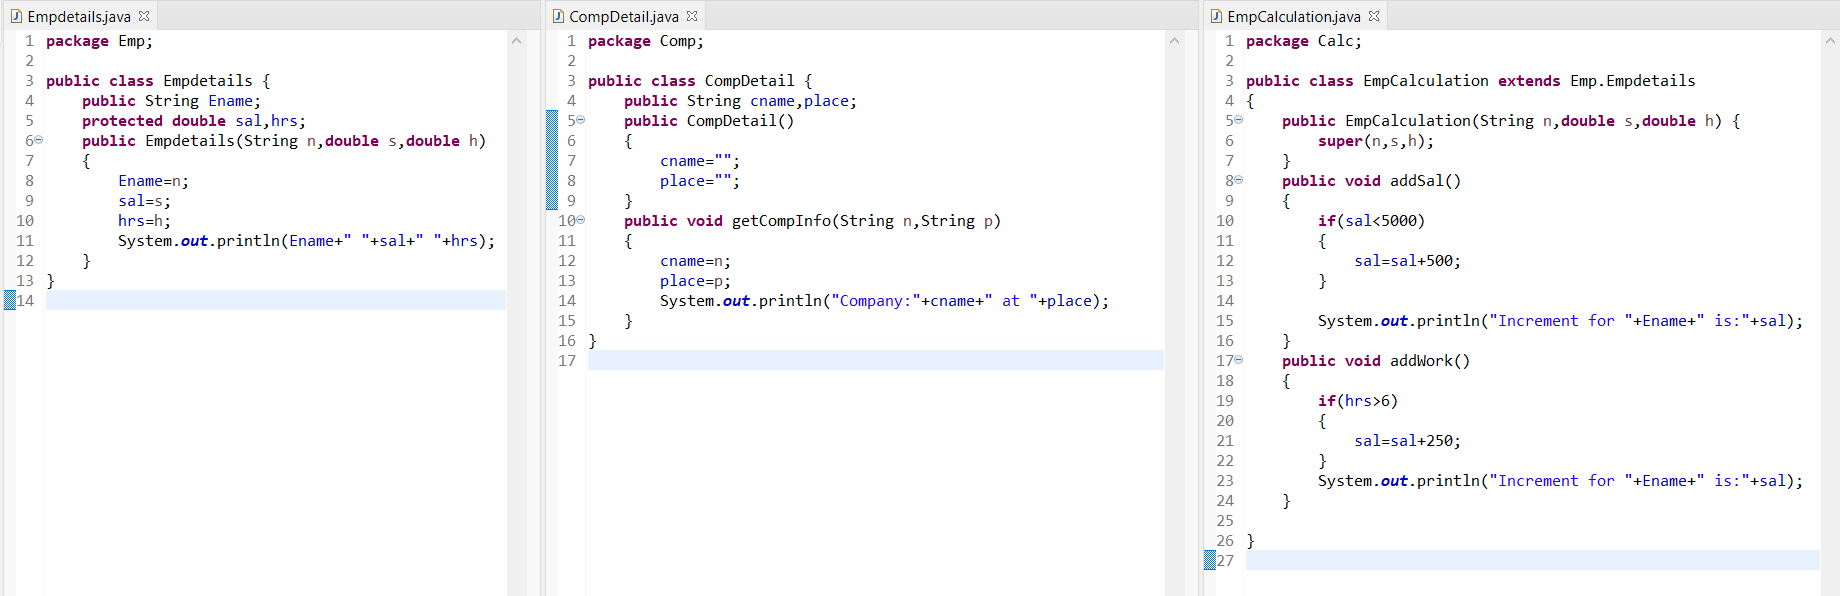 Empdetails.java
1 package Emp;
2
3 public class Empdetails {
4     public String Ename;
5     protected double sal,hrs;
6     public Empdetails(String n,double s,double h)
7     {
8         Ename=n;
9         sal=s;
10         hrs=h;
11         System.out.println(Ename+" "+sal+" "+hrs);
12     }
13 }
14
CompDetail.java
1 package Comp;
2
3 public class CompDetail {
4     public String cname,place;
5     public CompDetail()
6     {
7         cname="";
8         place="";
9     }
10     public void getCompInfo(String n,String p)
11     {
12         cname=n;
13         place=p;
14         System.out.println("Company:"+cname+" at "+place);
15     }
16 }
17
EmpCalculation.java
1 package Calc;
2
3 public class EmpCalculation extends Emp.Empdetails
4 {
5     public EmpCalculation(String n,double s,double h) {
6         super(n,s,h);
7     }
8     public void addSal()
9     {
10         if(sal<5000)
11         {
12             sal=sal+500;
13         }
14
15         System.out.println("Increment for "+Ename+" is:"+sal);
16     }
17     public void addWork()
18     {
19         if(hrs>6)
20         {
21             sal=sal+250;
22         }
23         System.out.println("Increment for "+Ename+" is:"+sal);
24     }
25
26 }
27